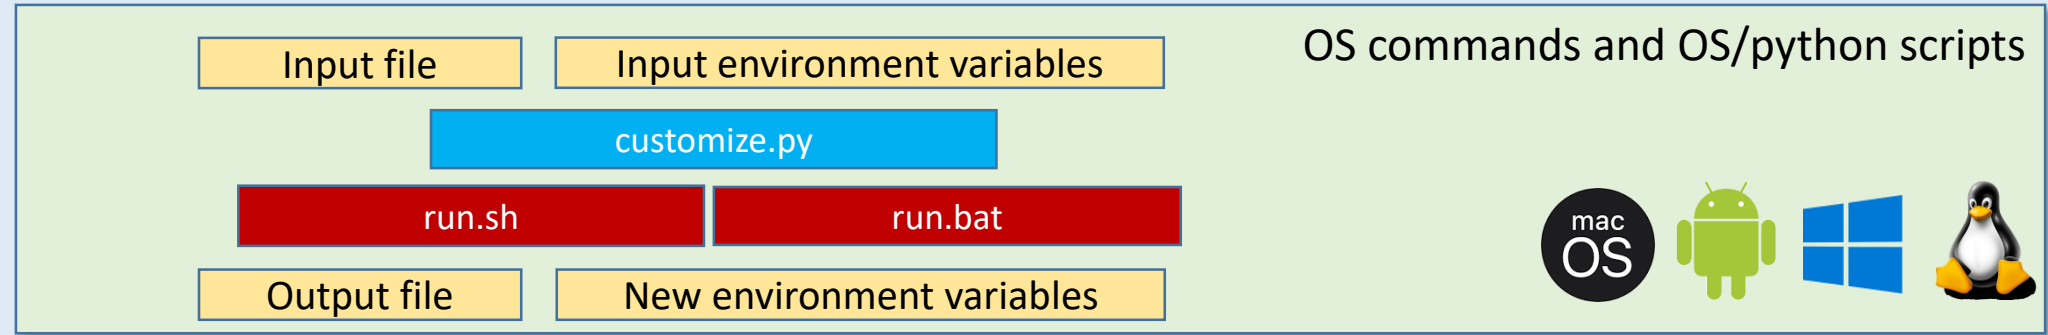 OS commands and OS/python scripts
Input file
Input environment variables
customize.py
run.sh
run.bat
mac
OS
Output file
New environment variables